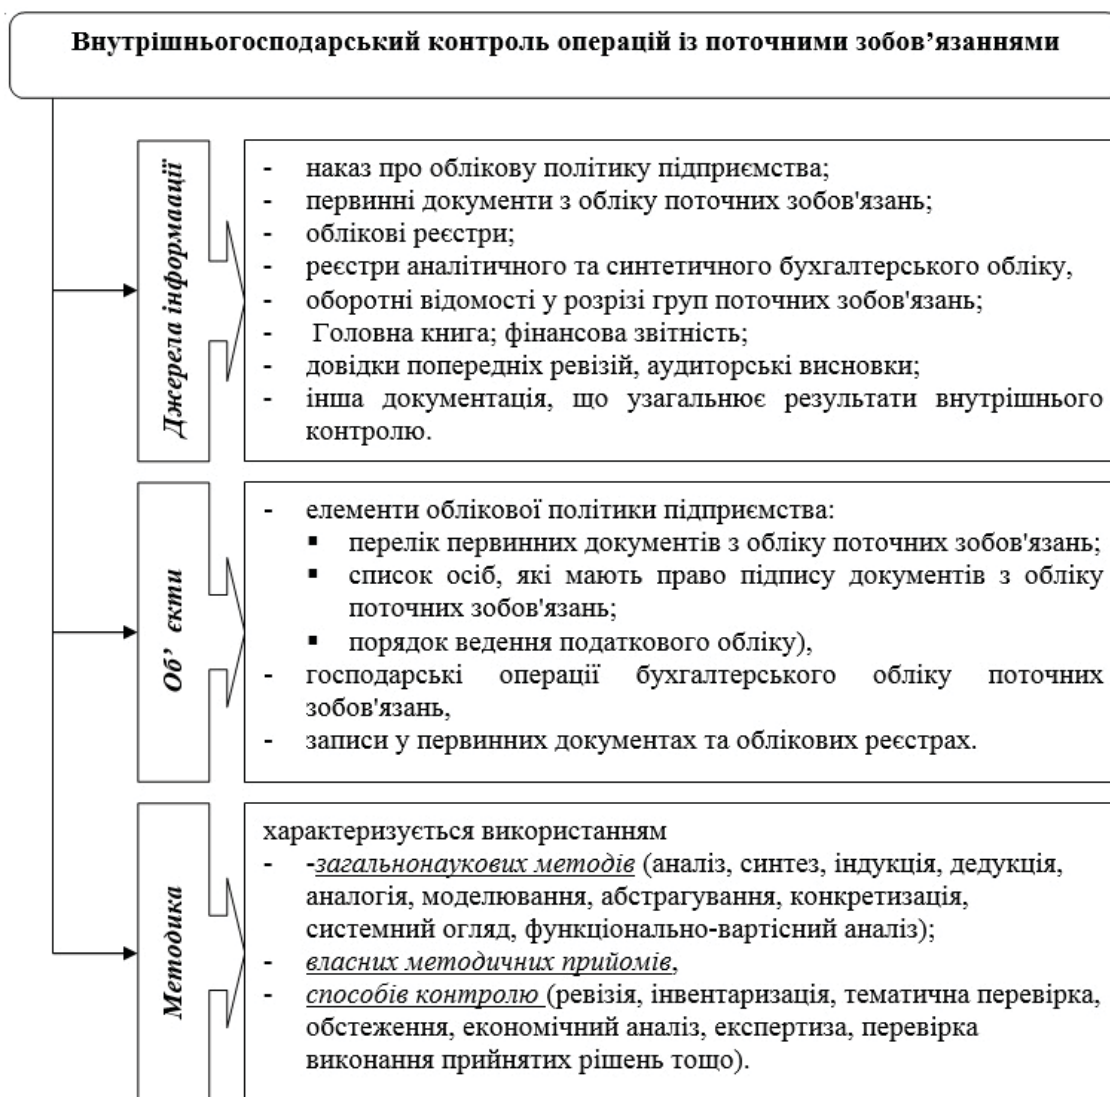 Внутрішньогосподарський контроль операцій із поточними зобов’язаннями
Джерела інформаації
- наказ про облікову політику підприємства;
- первинні документи з обліку поточних зобов'язань;
- облікові реєстри;
- реєстри аналітичного та синтетичного бухгалтерського обліку,
- оборотні відомості у розрізі груп поточних зобов'язань;
- Головна книга; фінансова звітність;
- довідки попередніх ревізій, аудиторські висновки;
- інша документація, що узагальнює результати внутрішнього
контролю.
Об’ єкти
- елементи облікової політики підприємства:
▪ перелік первинних документів з обліку поточних зобов'язань;
▪ список осіб, які мають право підпису документів з обліку
поточних зобов'язань;
▪ порядок ведення податкового обліку),
- господарські операції бухгалтерського обліку поточних
зобов'язань,
- записи у первинних документах та облікових реєстрах.
Методика
характеризується використанням
- -загальнонаукових методів (аналіз, синтез, індукція, дедукція,
аналогія, моделювання, абстрагування, конкретизація,
системний огляд, функціонально-вартісний аналіз);
- власних методичних прийомів,
- способів контролю (ревізія, інвентаризація, тематична перевірка,
обстеження, економічний аналіз, експертиза, перевірка
виконання прийнятих рішень тощо).